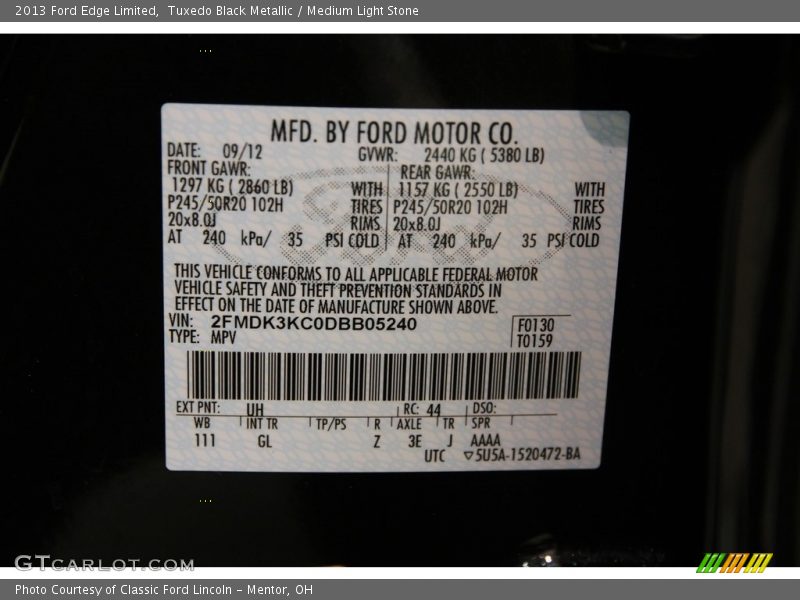 2013 Ford Edge Limited, Tuxedo Black Metallic / Medium Light Stone
MFD. BY FORD MOTOR CO.
DATE: 09/12 GVWR: 2440 KG ( 5380 LB)
FRONT GAWR: REAR GAWR:
1297 KG ( 2860 LB) WITH 1157 KG ( 2550 LB) WITH
P245/50R20 102H TIRES P245/50R20 102H TIRES
20x8.0J RIMS 20x8.0J RIMS
AT 240 kPa/ 35 PSI COLD AT 240 kPa/ 35 PSI COLD
THIS VEHICLE CONFORMS TO ALL APPLICABLE FEDERAL MOTOR
VEHICLE SAFETY AND THEFT PREVENTION STANDARDS IN
EFFECT ON THE DATE OF MANUFACTURE SHOWN ABOVE.
VIN: 2FMDK3KC0DBB05240 F0130
TYPE: MPV T0159
EXT PNT: UH RC: 44 DSO:
WB INT TR TP/PS R AXLE TR SPR
111 GL Z 3E J AAAA
UTC ▽5U5A-1520472-BA
GTCARLOT.COM
Photo Courtesy of Classic Ford Lincoln - Mentor, OH